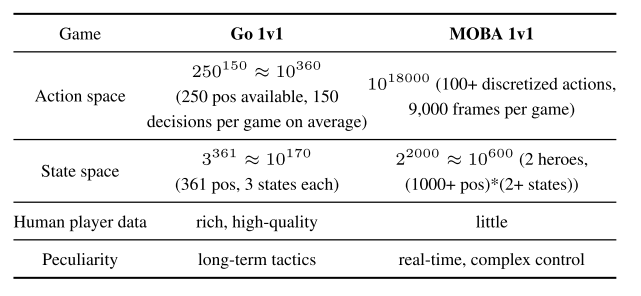 Game Go 1v1 MOBA 1v1
Action space
250^150 ≈ 10^360
(250 pos available, 150
decisions per game on average)
10^18000 (100+ discretized actions,
9,000 frames per game)
State space
3^361 ≈ 10^170
(361 pos, 3 states each)
2^2000 ≈ 10^600 (2 heroes,
(1000+ pos)*(2+ states))
Human player data rich, high-quality little
Peculiarity long-term tactics real-time, complex control